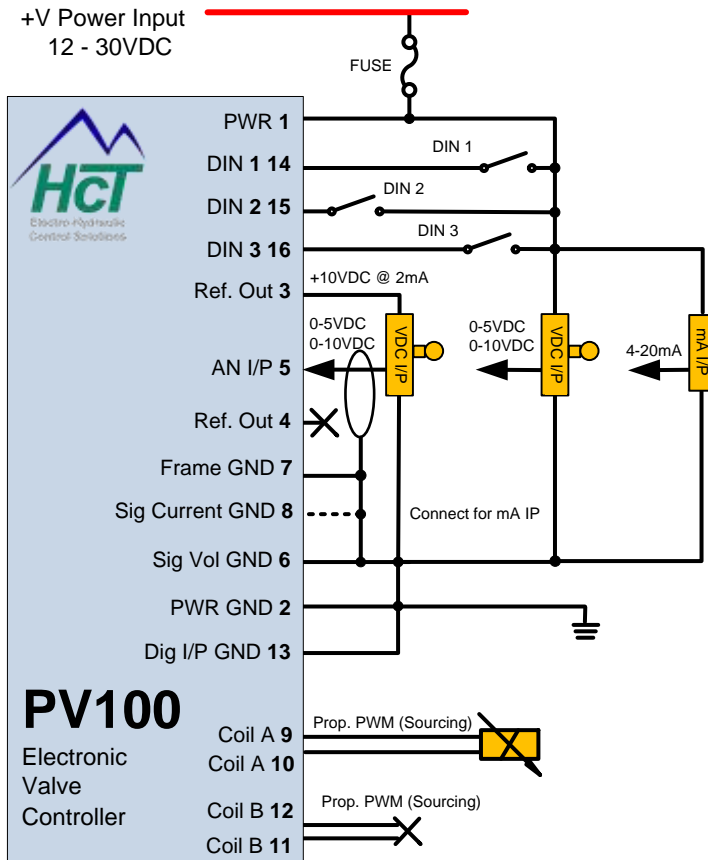 +V Power Input
12 - 30VDC
FUSE
PWR 1
DIN 1 14
DIN 1
DIN 2 15
DIN 2
DIN 3 16
DIN 3
HCT
Electro-Hydraulic
Control Solutions
Ref. Out 3
+10VDC @ 2mA
0-5VDC
0-10VDC
VDC I/P
0-5VDC
0-10VDC
VDC I/P
4-20mA
mA I/P
AN I/P 5
Ref. Out 4
Frame GND 7
Sig Current GND 8
Connect for mA IP
Sig Vol GND 6
PWR GND 2
Dig I/P GND 13
PV100
Electronic
Valve
Controller
Coil A 9
Prop. PWM (Sourcing)
Coil A 10
Coil B 12
Prop. PWM (Sourcing)
Coil B 11